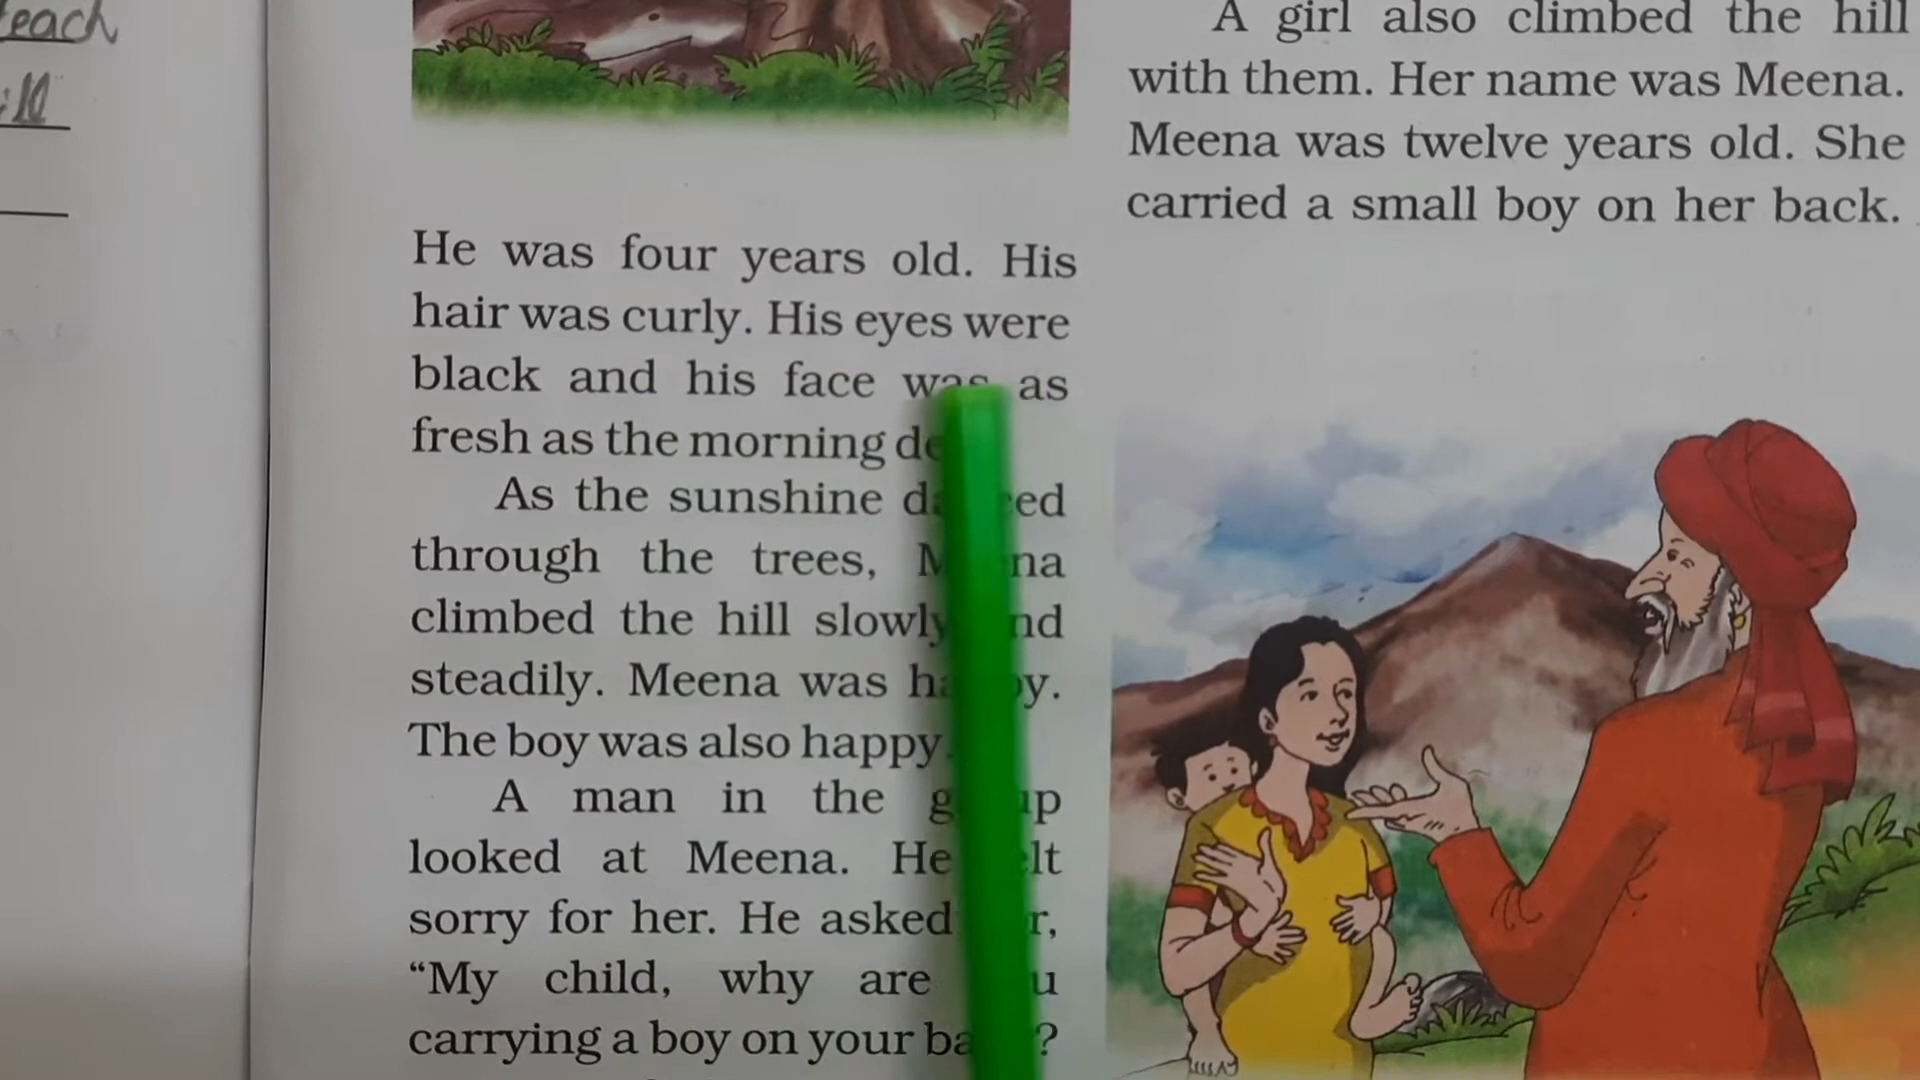 each
ill
A girl also climbed the hill
with them. Her name was Meena.
Meena was twelve years old. She
carried a small boy on her back.
He was four years old. His
hair was curly. His eyes were
black and his face was as
fresh as the morning
As the sunshine
through the trees,
climbed the hill slowly
steadily. Meena was
The boy was also happy.
A man in the
looked at Meena. He
sorry for her. He asked
“My child, why are
carrying a boy on your